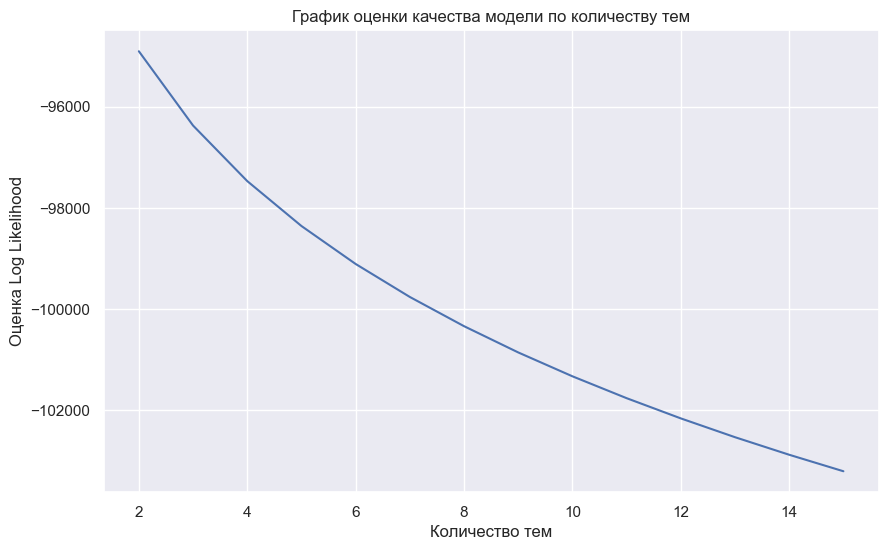 График оценки качества модели по количеству тем
Оценка Log Likelihood
−96000
−98000
−100000
−102000
2 4 6 8 10 12 14
Количество тем